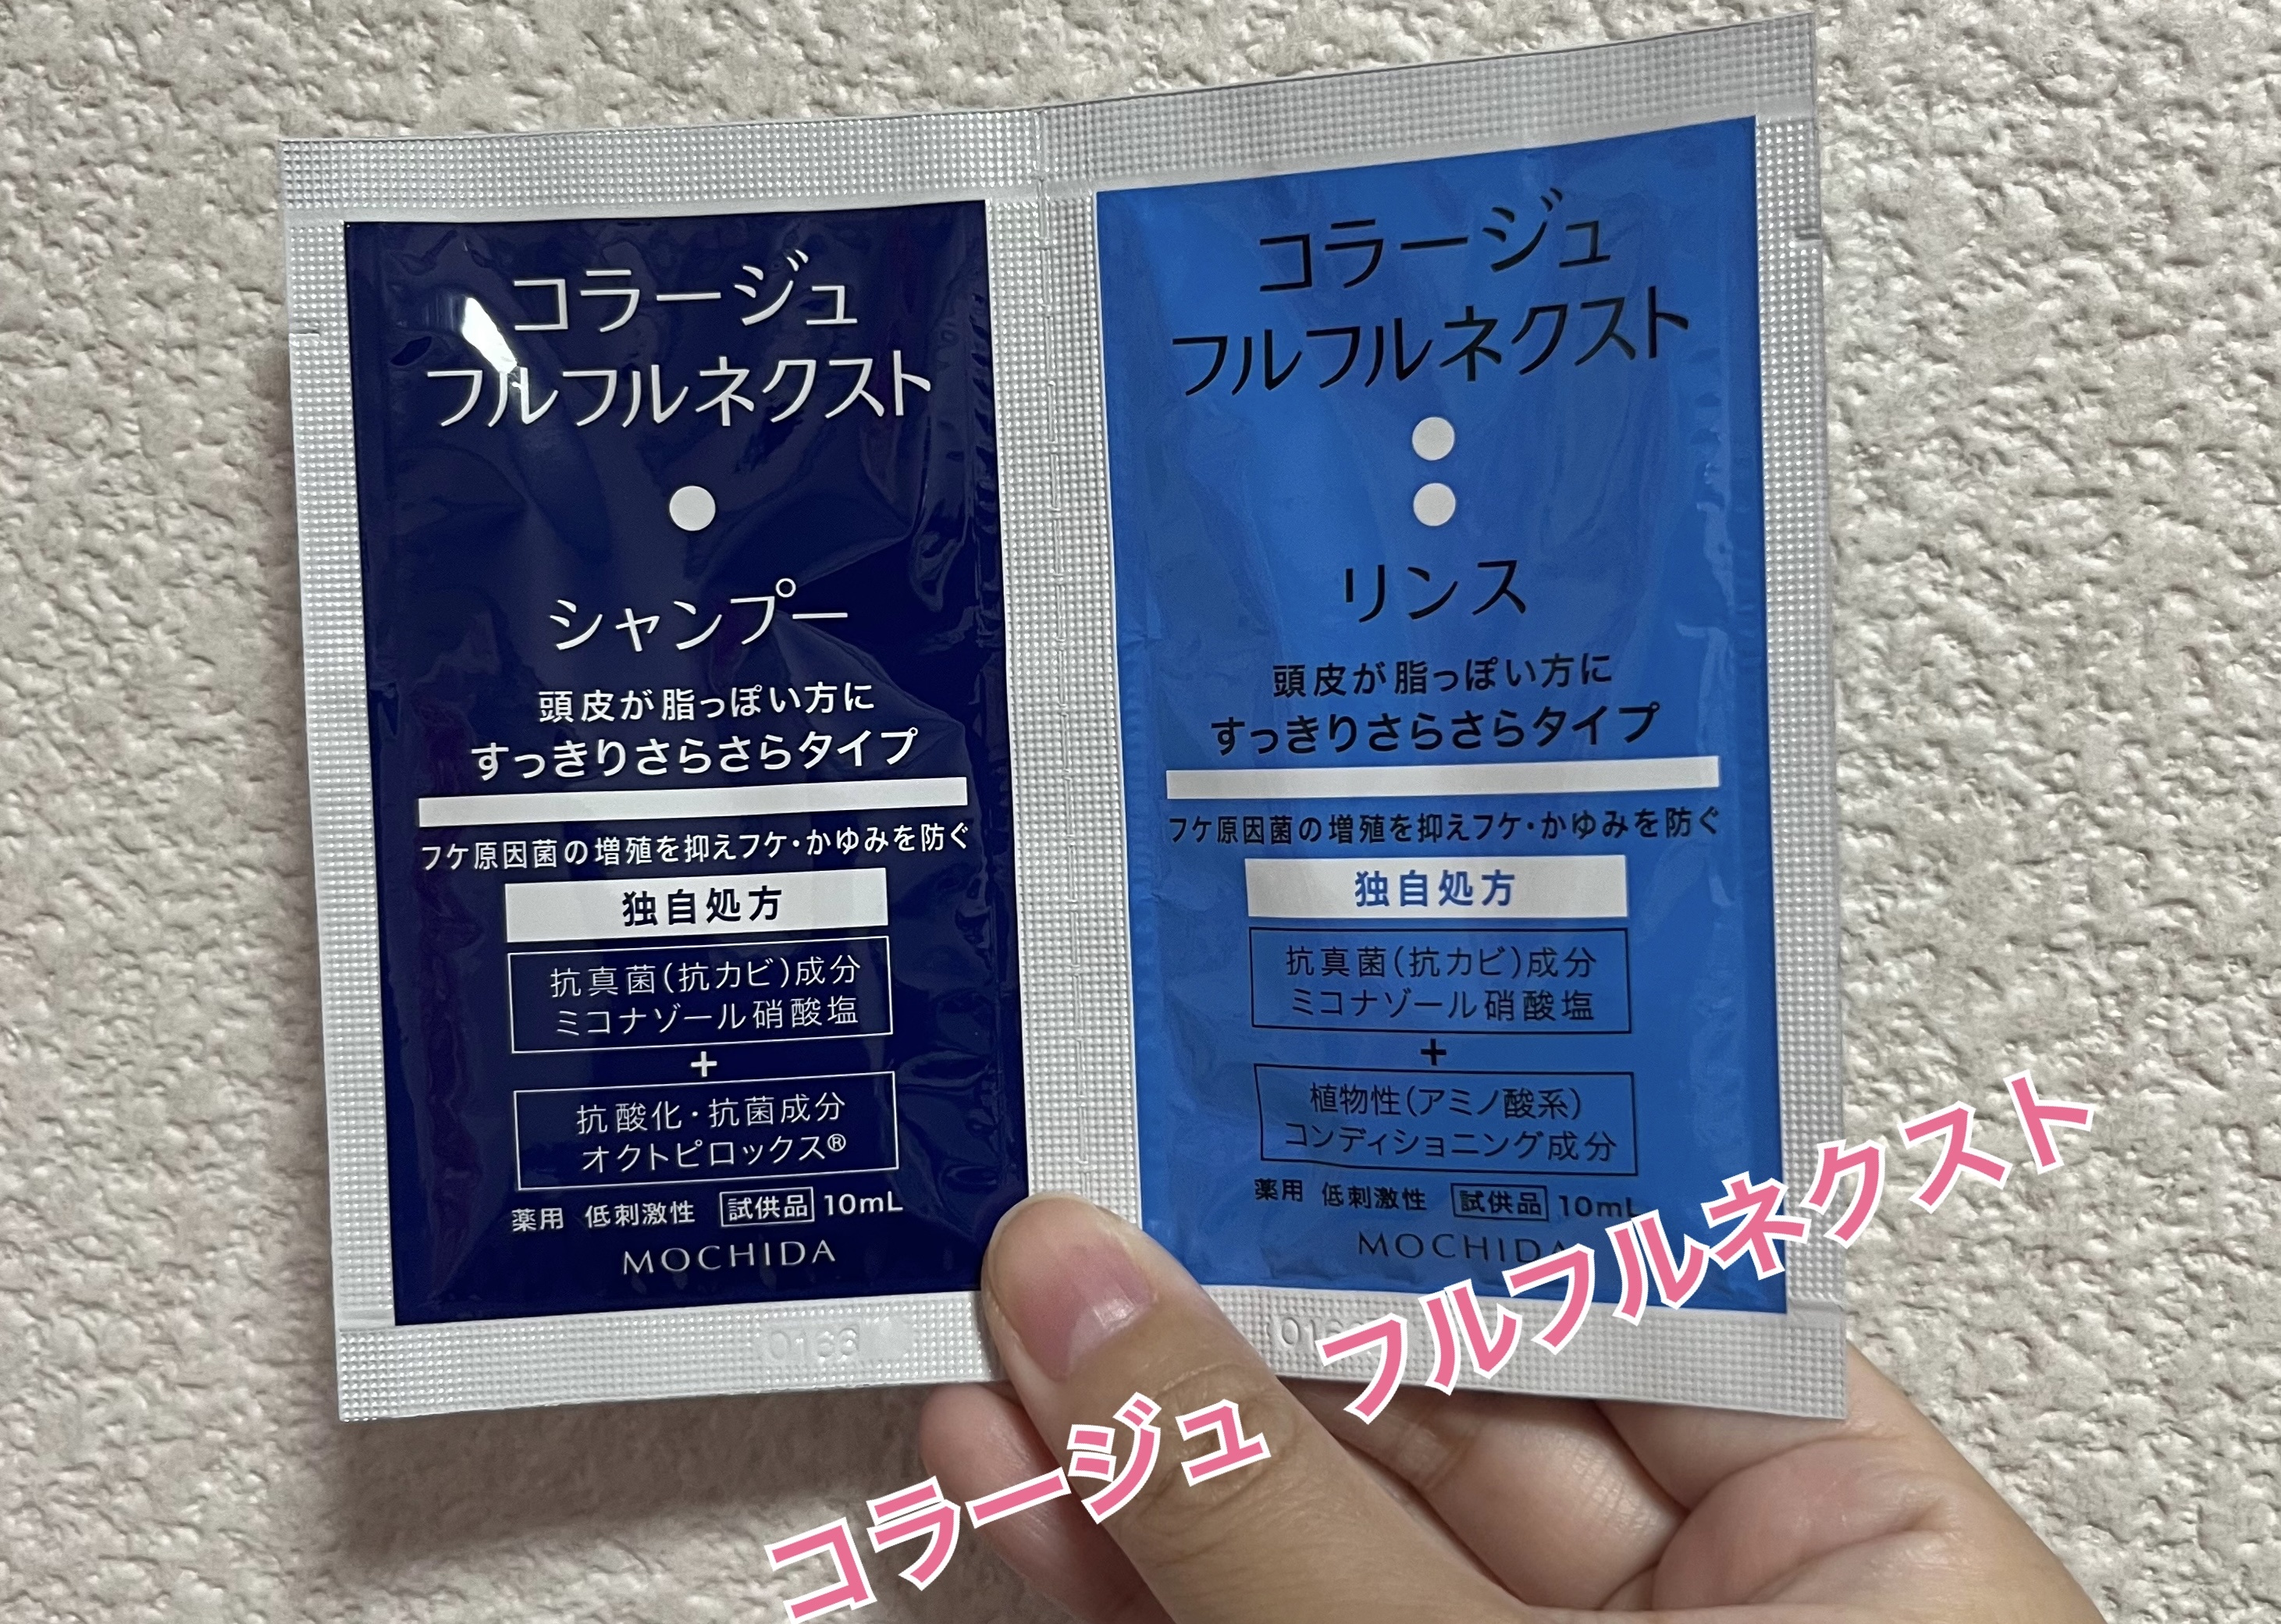 コラージュ
フルフルネクスト
シャンプー
頭皮が脂っぽい方に
すっきりさらさらタイプ
フケ原因菌の増殖を抑えフケ・かゆみを防ぐ
独自処方
抗真菌(抗カビ)成分
ミコナゾール硝酸塩
+
抗酸化・抗菌成分
オクトピロックス®
薬用 低刺激性 試供品 10mL
MOCHIDA
0166
コラージュ
フルフルネクスト
リンス
頭皮が脂っぽい方に
すっきりさらさらタイプ
フケ原因菌の増殖を抑えフケ・かゆみを防ぐ
独自処方
抗真菌(抗カビ)成分
ミコナゾール硝酸塩
+
植物性(アミノ酸系)
コンディショニング成分
薬用 低刺激性 試供品 10mL
MOCHIDA
コラージュ フルフルネクスト